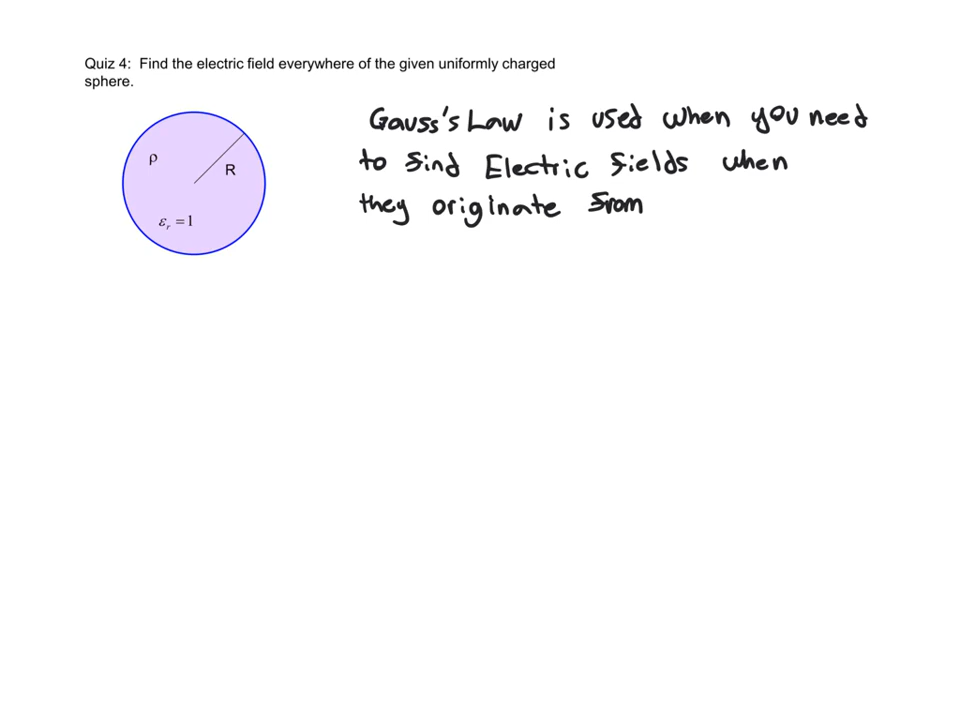 Quiz 4: Find the electric field everywhere of the given uniformly charged
sphere.
Gauss's Law is used when you need
to find Electric fields when
they originate from
ρ
R
εr = 1